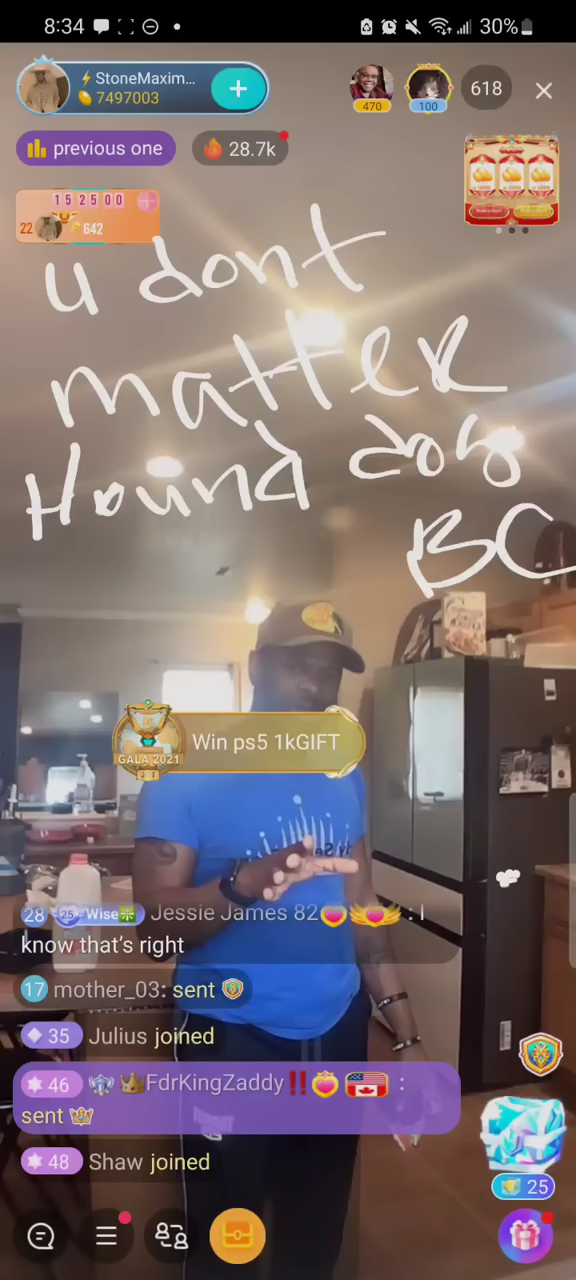 8:34
30%
StoneMaxim...
7497003
470
100
618
previous one
28.7k
152500
22
642
u dont
matter
Hound dog
BC
Win ps5 1kGIFT
GALA 2021
28 25 Wise Jessie James 82 : I
know that's right
17 mother_03: sent
35 Julius joined
46 FdrKingZaddy‼ :
sent
48 Shaw joined
25